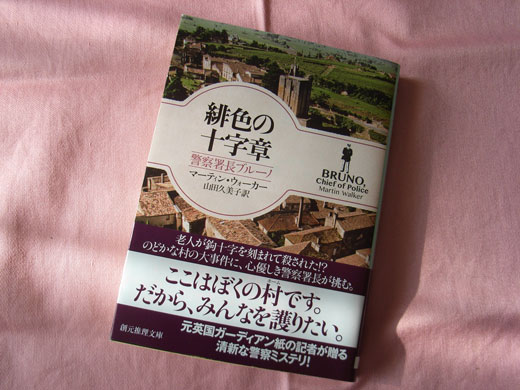 緋色の
十字章
警察署長ブルーノ
マーティン・ウォーカー
山田久美子訳
BRUNO,
Chief of Police
Martin Walker
老人が鉤十字を刻まれて殺された!?
のどかな村の大事件に、心優しき警察署長が挑む。
ここはぼくの村です。
だから、みんなを護りたい。
元英国ガーディアン紙の記者が贈る
清新な警察ミステリ!
創元推理文庫